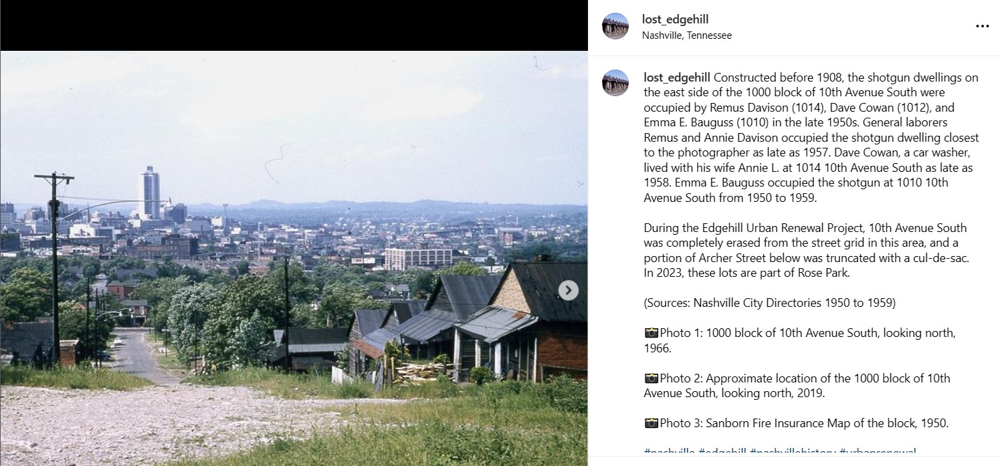 lost_edgehill
Nashville, Tennessee
lost_edgehill Constructed before 1908, the shotgun dwellings on
the east side of the 1000 block of 10th Avenue South were
occupied by Remus Davison (1014), Dave Cowan (1012), and
Emma E. Bauguss (1010) in the late 1950s. General laborers
Remus and Annie Davison occupied the shotgun dwelling closest
to the photographer as late as 1957. Dave Cowan, a car washer,
lived with his wife Annie L. at 1014 10th Avenue South as late as
1958. Emma E. Bauguss occupied the shotgun at 1010 10th
Avenue South from 1950 to 1959.
During the Edgehill Urban Renewal Project, 10th Avenue South
was completely erased from the street grid in this area, and a
portion of Archer Street below was truncated with a cul-de-sac.
In 2023, these lots are part of Rose Park.
(Sources: Nashville City Directories 1950 to 1959)
📸Photo 1: 1000 block of 10th Avenue South, looking north,
1966.
📸Photo 2: Approximate location of the 1000 block of 10th
Avenue South, looking north, 2019.
📸Photo 3: Sanborn Fire Insurance Map of the block, 1950.
#nashville #edgehill #nashvillehistory #urbanrenewal